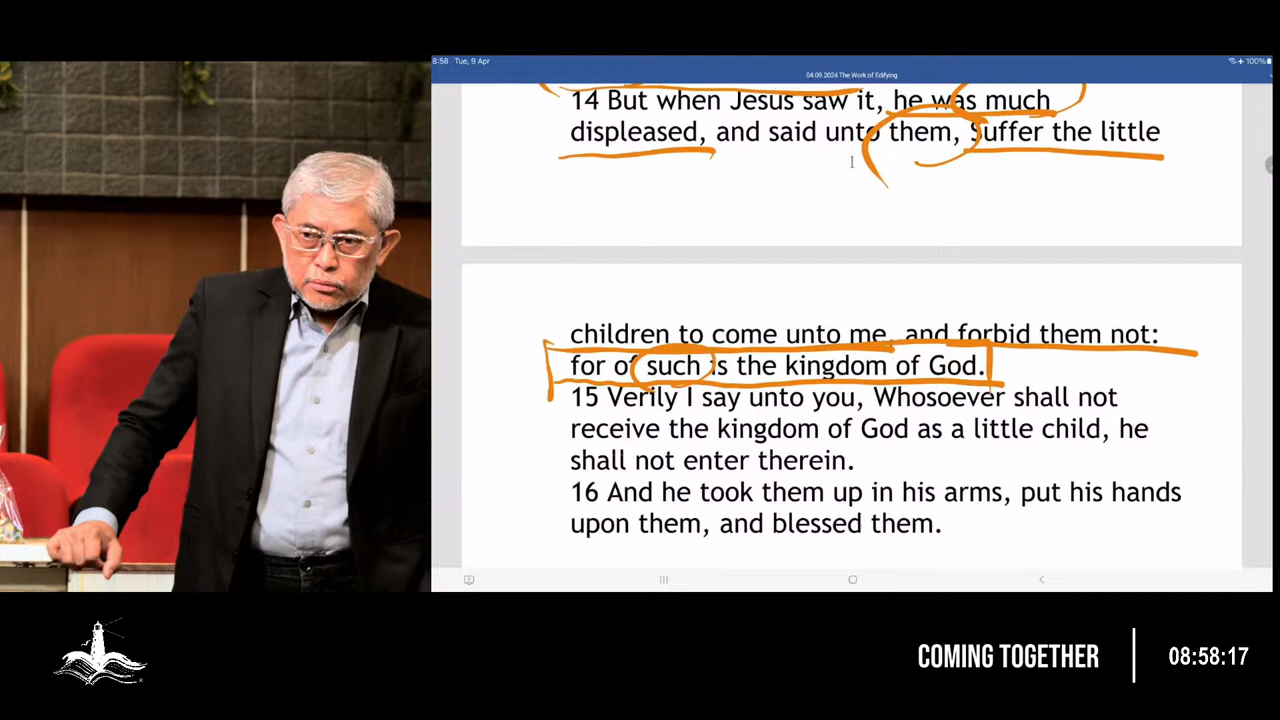 8:58 Tue, 9 Apr
100%
04.09.2024 The Work of Edifying
14 But when Jesus saw it, he was much
displeased, and said unto them, Suffer the little
1
children to come unto me, and forbid them not:
for of such is the kingdom of God.
15 Verily I say unto you, Whosoever shall not
receive the kingdom of God as a little child, he
shall not enter therein.
16 And he took them up in his arms, put his hands
upon them, and blessed them.
COMING TOGETHER
08:58:17